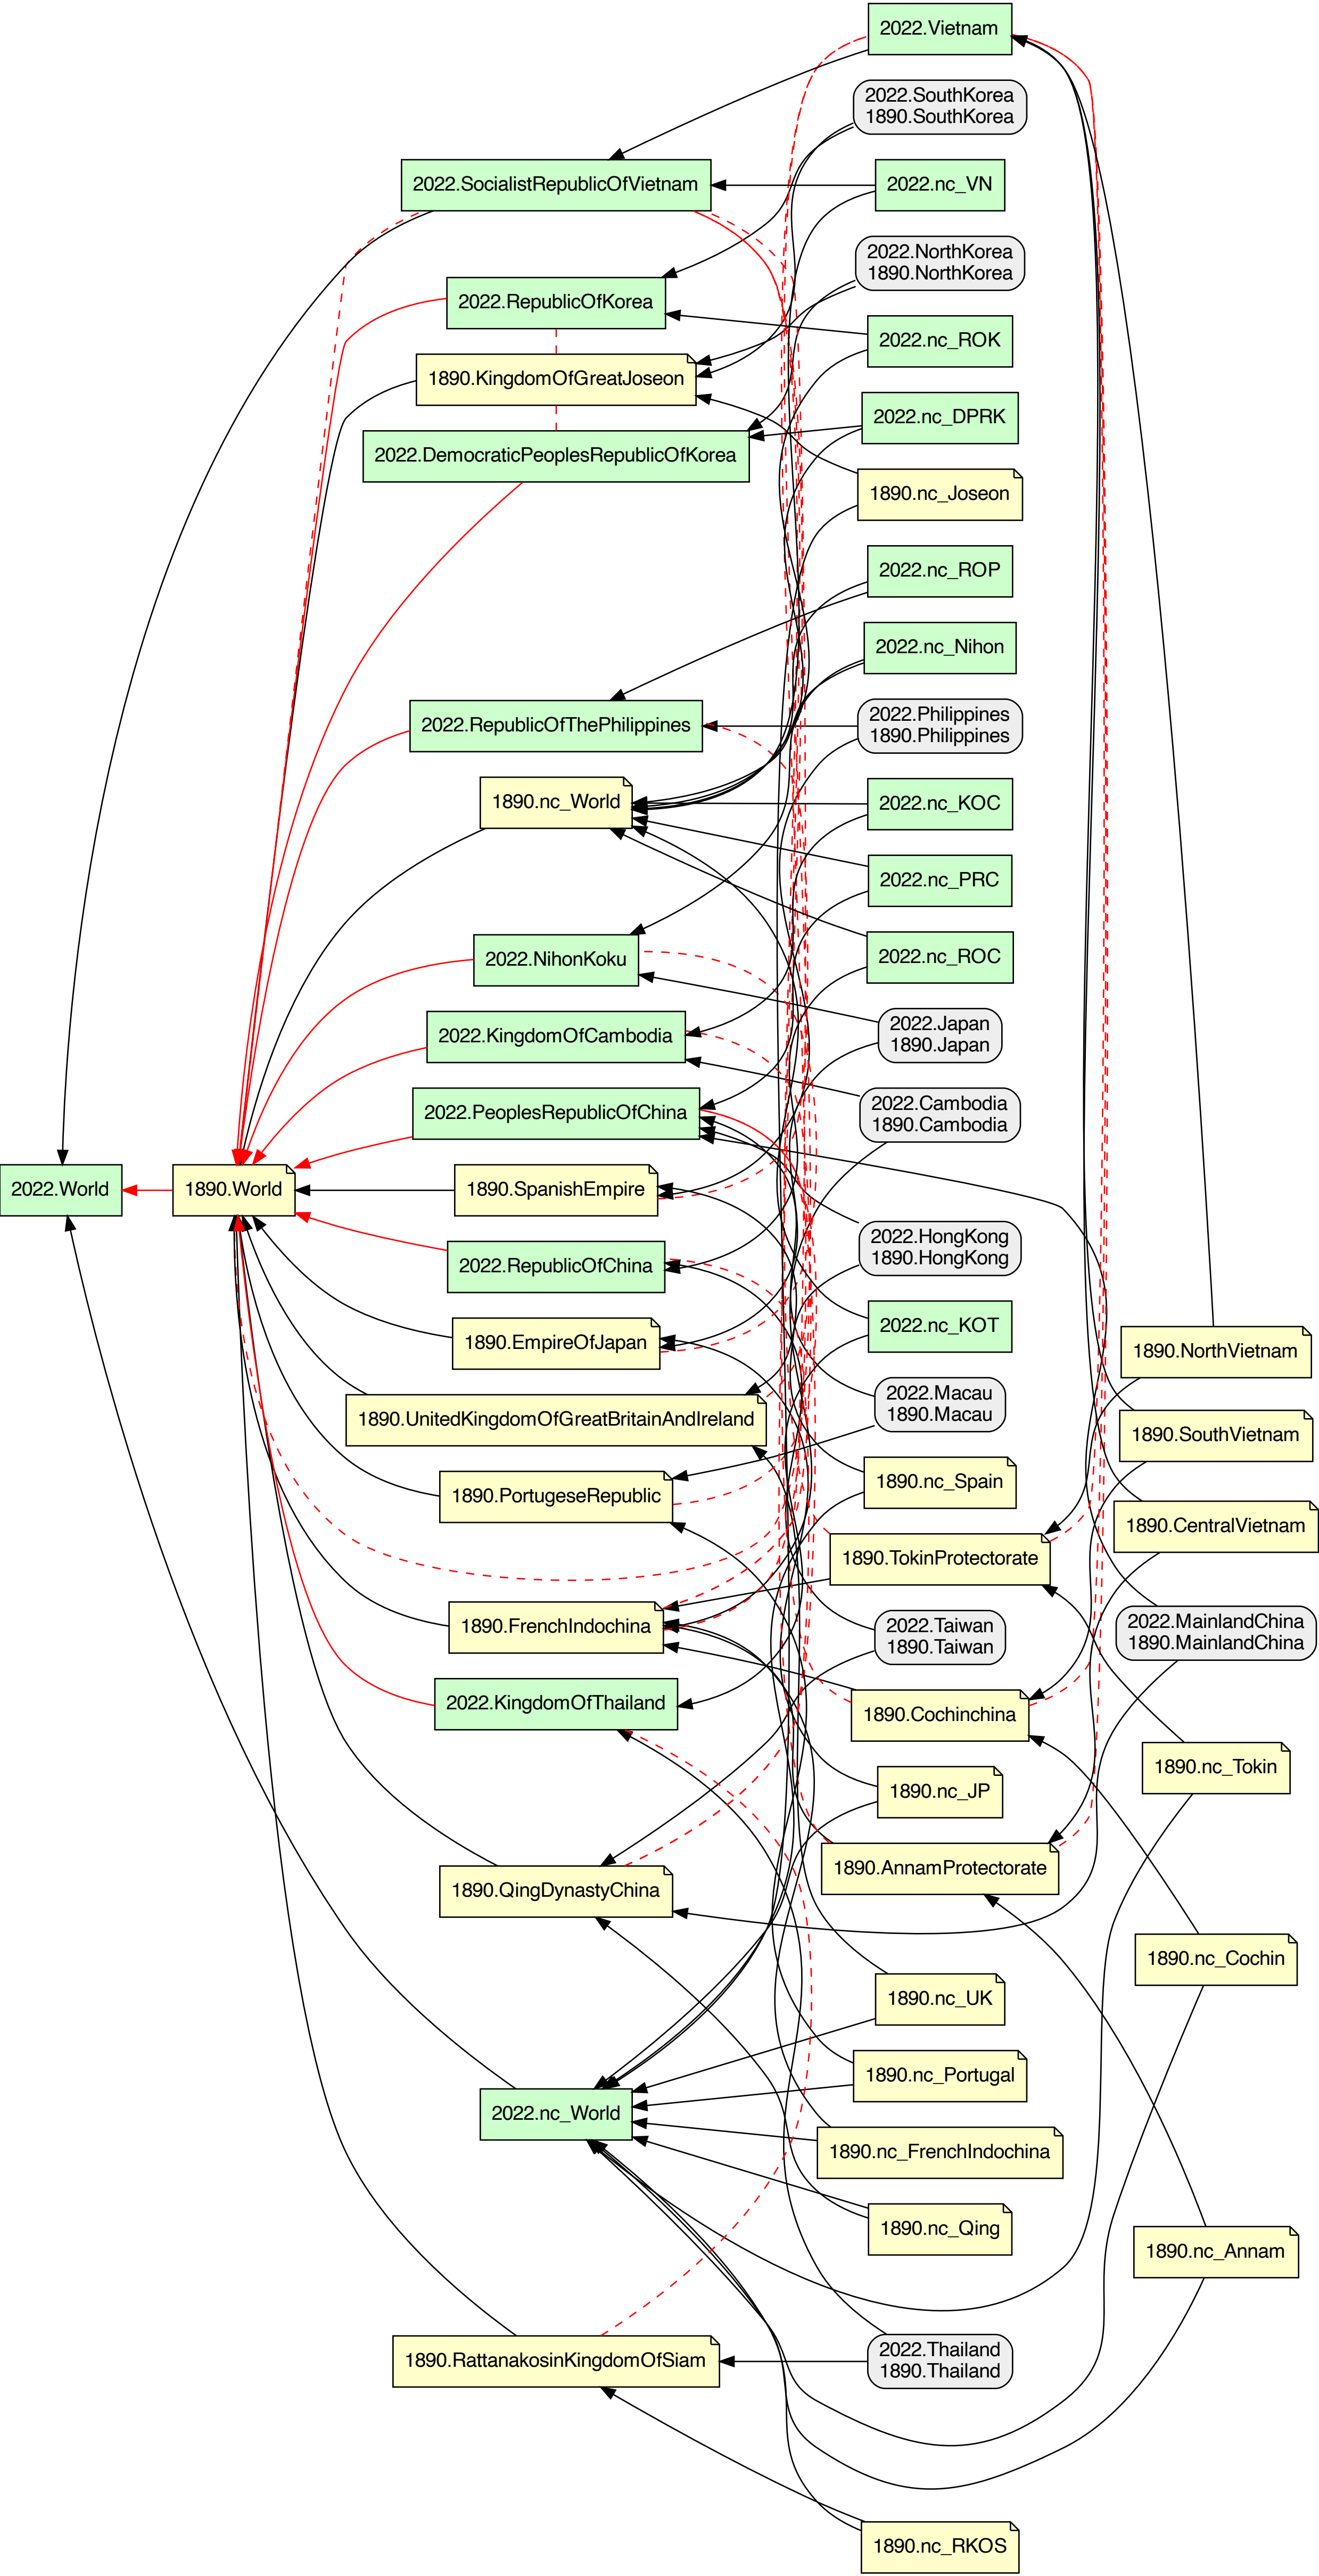 2022.Vietnam
2022.SouthKorea
1890.SouthKorea
2022.SocialistRepublicOfVietnam
2022.nc_VN
2022.NorthKorea
1890.NorthKorea
2022.RepublicOfKorea
2022.nc_ROK
1890.KingdomOfGreatJoseon
2022.nc_DPRK
2022.DemocraticPeoplesRepublicOfKorea
1890.nc_Joseon
2022.nc_ROP
2022.nc_Nihon
2022.RepublicOfThePhilippines
2022.Philippines
1890.Philippines
1890.nc_World
2022.nc_KOC
2022.nc_PRC
2022.NihonKoku
2022.nc_ROC
2022.KingdomOfCambodia
2022.Japan
1890.Japan
2022.PeoplesRepublicOfChina
2022.Cambodia
1890.Cambodia
2022.World
1890.World
1890.SpanishEmpire
2022.HongKong
1890.HongKong
2022.RepublicOfChina
2022.nc_KOT
1890.EmpireOfJapan
1890.NorthVietnam
1890.UnitedKingdomOfGreatBritainAndIreland
2022.Macau
1890.Macau
1890.SouthVietnam
1890.PortugeseRepublic
1890.nc_Spain
1890.CentralVietnam
1890.TokinProtectorate
1890.FrenchIndochina
2022.Taiwan
1890.Taiwan
2022.MainlandChina
1890.MainlandChina
2022.KingdomOfThailand
1890.Cochinchina
1890.nc_Tokin
1890.nc_JP
1890.QingDynastyChina
1890.AnnamProtectorate
1890.nc_Cochin
1890.nc_UK
1890.nc_Portugal
2022.nc_World
1890.nc_FrenchIndochina
1890.nc_Qing
1890.nc_Annam
1890.RattanakosinKingdomOfSiam
2022.Thailand
1890.Thailand
1890.nc_RKOS